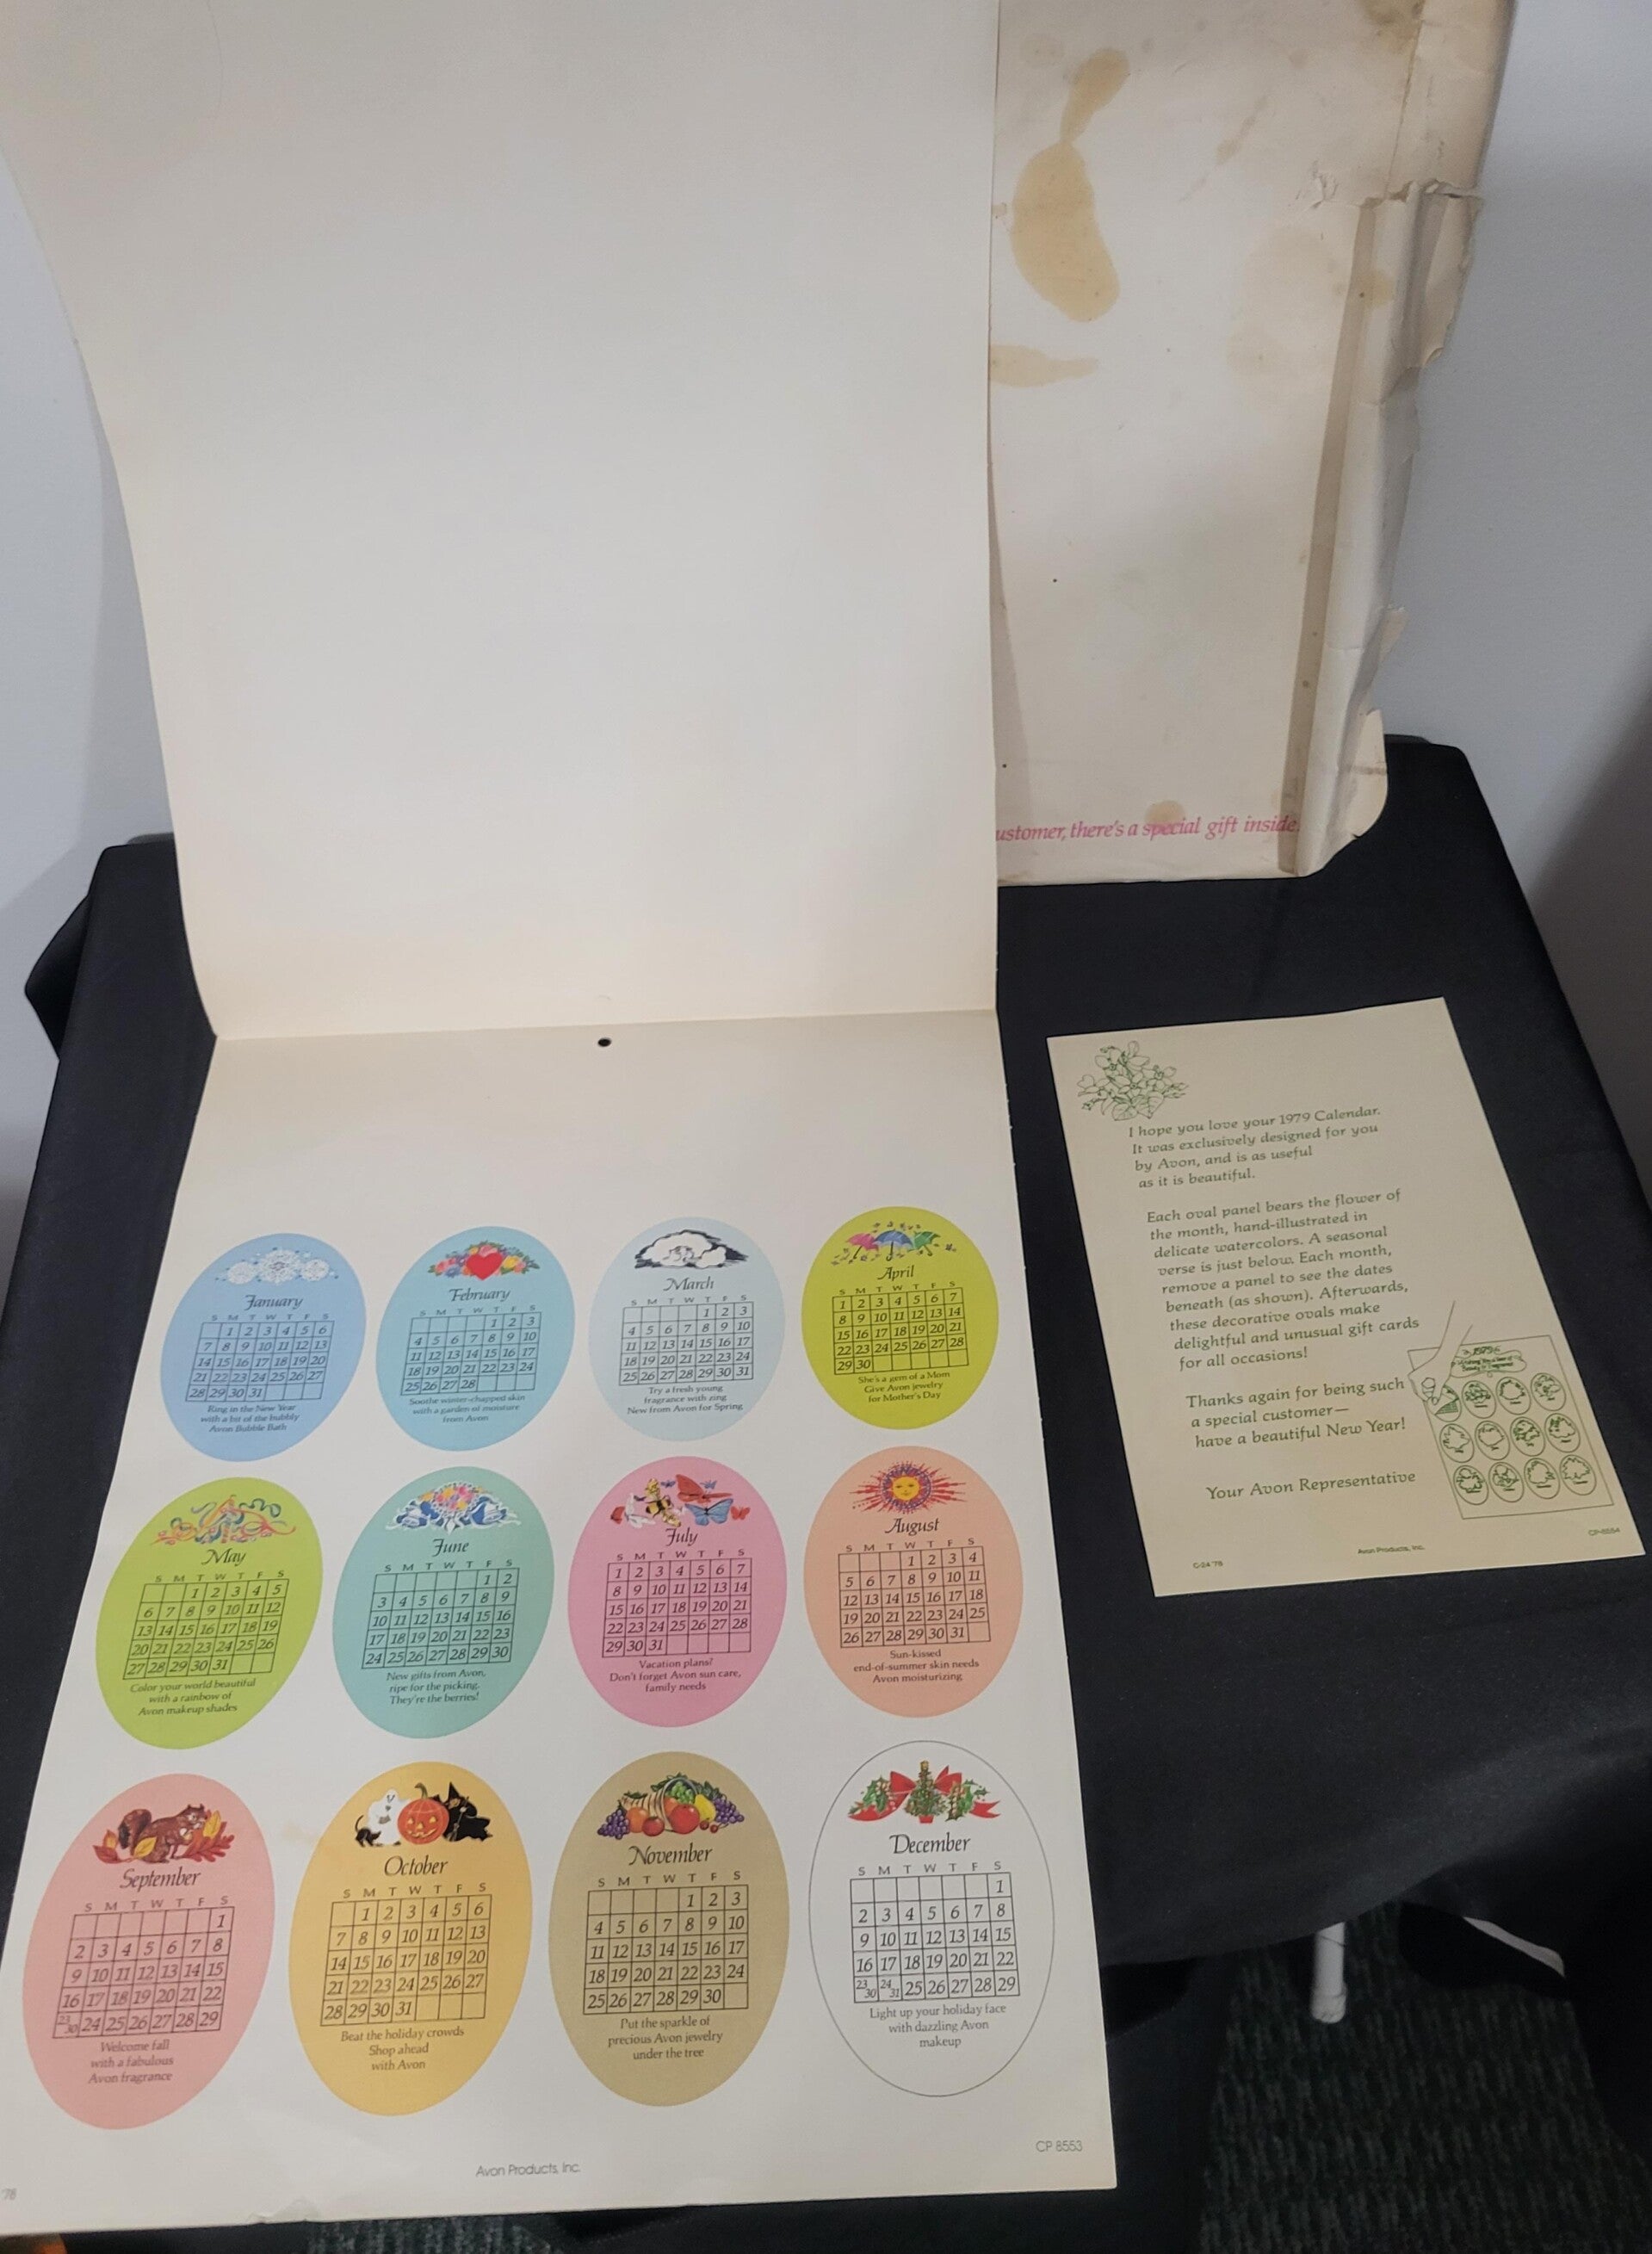 ustomer, there's a special gift inside.
January
S M T W T F S
1 2 3 4 5 6
7 8 9 10 11 12 13
14 15 16 17 18 19 20
21 22 23 24 25 26 27
28 29 30 31
Ring in the New Year
with a bit of the bubbly
Avon Bubble Bath
February
S M T W T F S
1 2 3
4 5 6 7 8 9 10
11 12 13 14 15 16 17
18 19 20 21 22 23 24
25 26 27 28
Soothe winter-chapped skin
with a garden of moisture
from Avon
March
S M T W T F S
1 2 3
4 5 6 7 8 9 10
11 12 13 14 15 16 17
18 19 20 21 22 23 24
25 26 27 28 29 30 31
Try a fresh young
fragrance with zing
New from Avon for Spring
April
S M T W T F S
1 2 3 4 5 6 7
8 9 10 11 12 13 14
15 16 17 18 19 20 21
22 23 24 25 26 27 28
29 30
She's a gem of a Mom
Give Avon jewelry
for Mother's Day
May
S M T W T F S
1 2 3 4 5
6 7 8 9 10 11 12
13 14 15 16 17 18 19
20 21 22 23 24 25 26
27 28 29 30 31
Color your world beautiful
with a rainbow of
Avon makeup shades
June
S M T W T F S
1 2
3 4 5 6 7 8 9
10 11 12 13 14 15 16
17 18 19 20 21 22 23
24 25 26 27 28 29 30
New gifts from Avon,
ripe for the picking.
They're the berries!
July
S M T W T F S
1 2 3 4 5 6 7
8 9 10 11 12 13 14
15 16 17 18 19 20 21
22 23 24 25 26 27 28
29 30 31
Vacation plans?
Don't forget Avon sun care,
family needs
August
S M T W T F S
1 2 3 4
5 6 7 8 9 10 11
12 13 14 15 16 17 18
19 20 21 22 23 24 25
26 27 28 29 30 31
Sun-kissed
end-of-summer skin needs
Avon moisturizing
September
S M T W T F S
1
2 3 4 5 6 7 8
9 10 11 12 13 14 15
16 17 18 19 20 21 22
23/30 24 25 26 27 28 29
Welcome fall
with a fabulous
Avon fragrance
October
S M T W T F S
1 2 3 4 5 6
7 8 9 10 11 12 13
14 15 16 17 18 19 20
21 22 23 24 25 26 27
28 29 30 31
Beat the holiday crowds
Shop ahead
with Avon
November
S M T W T F S
1 2 3
4 5 6 7 8 9 10
11 12 13 14 15 16 17
18 19 20 21 22 23 24
25 26 27 28 29 30
Put the sparkle of
precious Avon jewelry
under the tree
December
S M T W T F S
1
2 3 4 5 6 7 8
9 10 11 12 13 14 15
16 17 18 19 20 21 22
23/30 24/31 25 26 27 28 29
Light up your holiday face
with dazzling Avon
makeup
CP 8553
Avon Products, Inc.
'78
I hope you love your 1979 Calendar.
It was exclusively designed for you
by Avon, and is as useful
as it is beautiful.
Each oval panel bears the flower of
the month, hand-illustrated in
delicate watercolors. A seasonal
verse is just below. Each month,
remove a panel to see the dates
beneath (as shown). Afterwards,
these decorative ovals make
delightful and unusual gift cards
for all occasions!
Thanks again for being such
a special customer—
have a beautiful New Year!
Your Avon Representative
1979
CP-8554
Avon Products, Inc.
C-24 '78